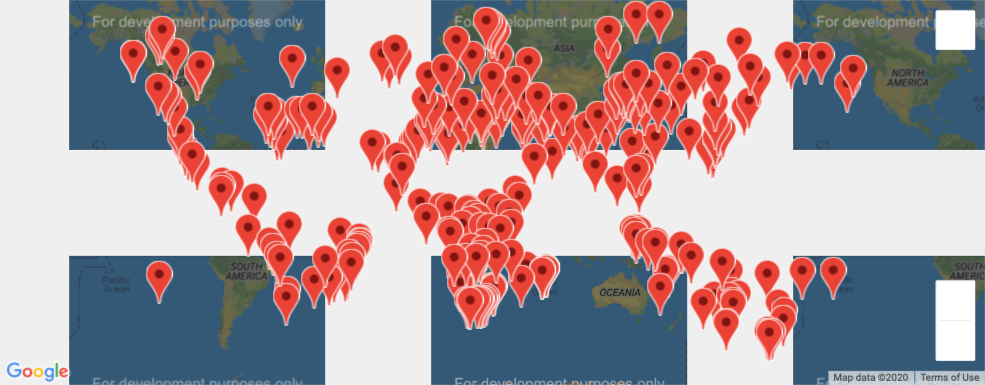 For development purposes only
For development purposes only
For development
ASIA
NORTH
AMERICA
SOUTH
AMERICA
Pacific
Ocean
OCEANIA
SOUTH
AMERIC
Google
For development purposes only
For development purposes only
Map data ©2020
Terms of Use